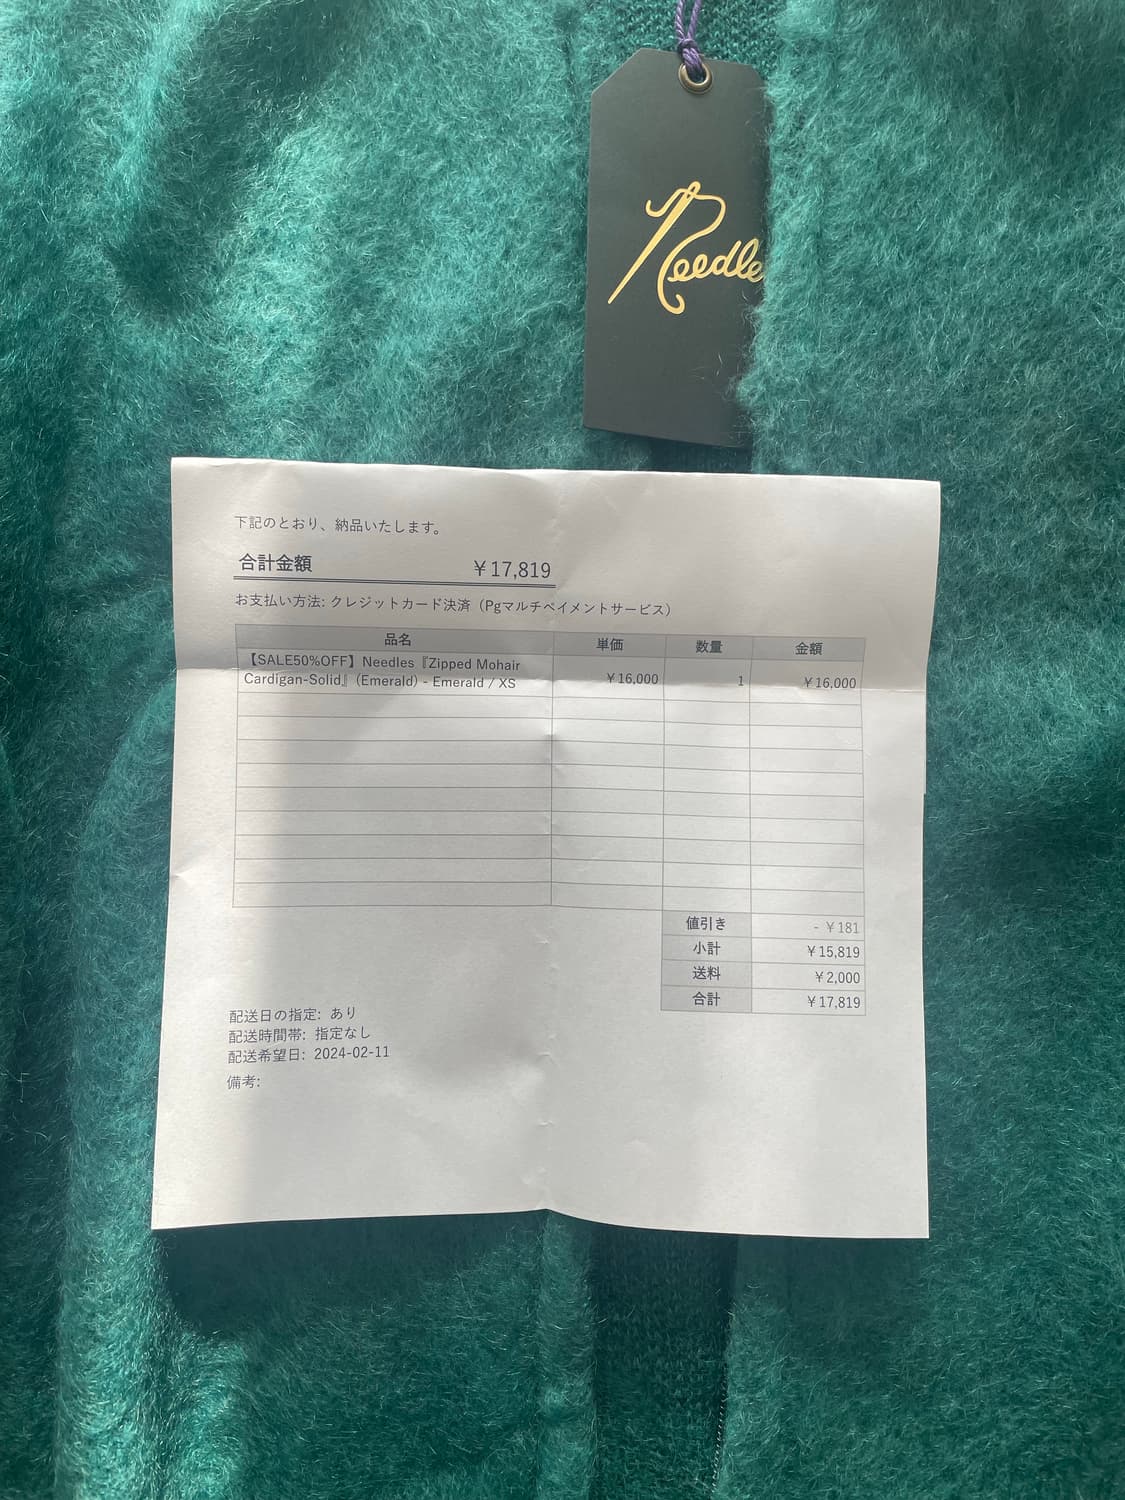 Needles
下記のとおり、納品いたします。
合計金額 ￥17,819
お支払い方法: クレジットカード決済（Pgマルチペイメントサービス）
品名 単価 数量 金額
【SALE50%OFF】Needles『Zipped Mohair
Cardigan-Solid』(Emerald) - Emerald / XS ￥16,000 1 ￥16,000
値引き - ￥181
小計 ￥15,819
送料 ￥2,000
合計 ￥17,819
配送日の指定: あり
配送時間帯: 指定なし
配送希望日: 2024-02-11
備考: